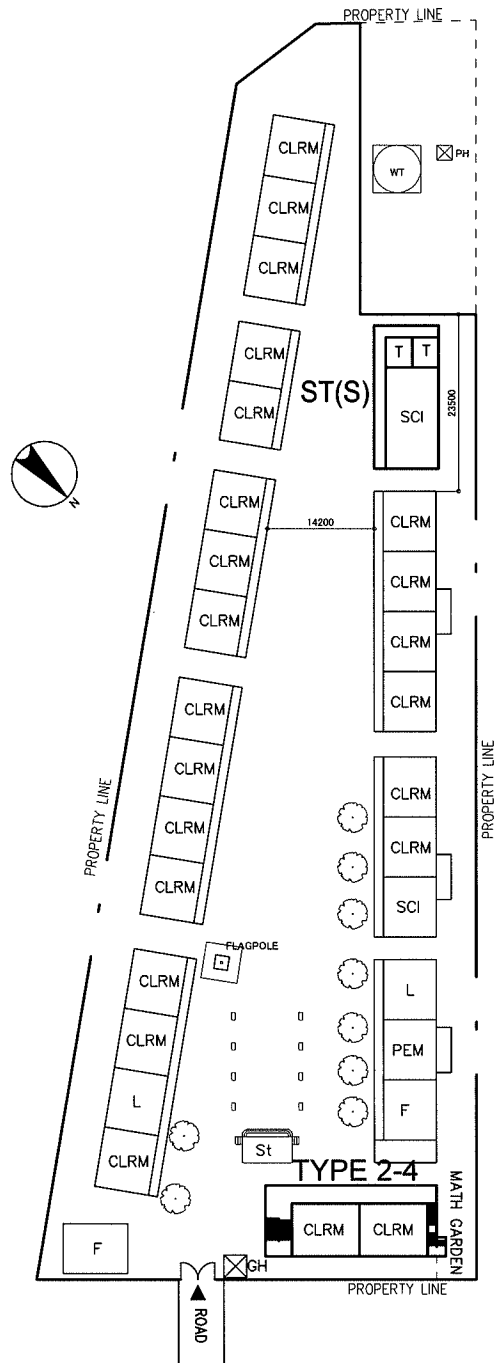 PROPERTY LINE
CLRM
WT
PH
CLRM
CLRM
CLRM
CLRM
ST(S)
T
T
SCI
23500
N
CLRM
CLRM
CLRM
14200
CLRM
CLRM
CLRM
CLRM
CLRM
CLRM
CLRM
CLRM
PROPERTY LINE
CLRM
CLRM
SCI
PROPERTY LINE
FLAGPOLE
CLRM
CLRM
L
CLRM
L
PEM
F
St
TYPE 2-4
MATH GARDEN
CLRM
CLRM
F
GH
PROPERTY LINE
ROAD